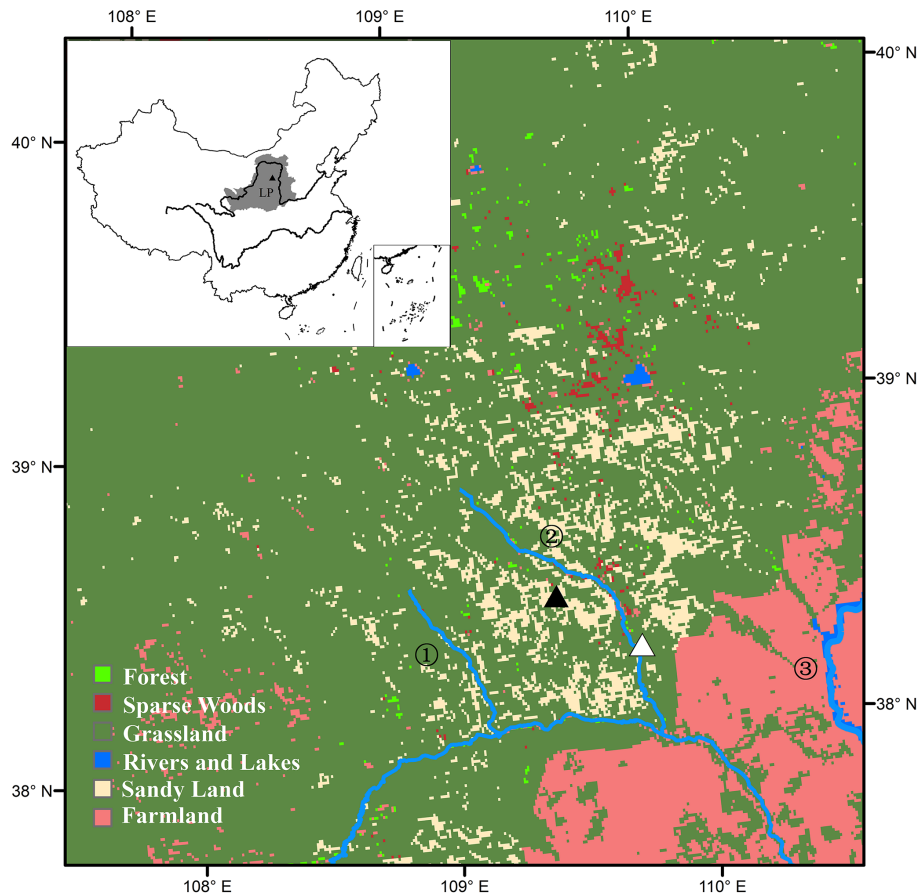 108° E 109° E 110° E
40° N
40° N
LP
39° N
39° N
②
①
③
38° N
38° N
Forest
Sparse Woods
Grassland
Rivers and Lakes
Sandy Land
Farmland
108° E 109° E 110° E